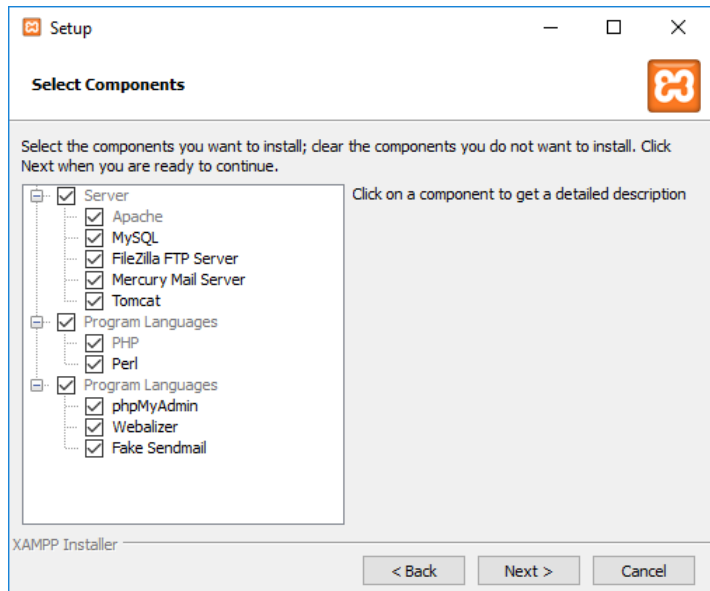 Setup
Select Components
Select the components you want to install; clear the components you do not want to install. Click
Next when you are ready to continue.
Server
Apache
MySQL
FileZilla FTP Server
Mercury Mail Server
Tomcat
Program Languages
PHP
Perl
Program Languages
phpMyAdmin
Webalizer
Fake Sendmail
Click on a component to get a detailed description
XAMPP Installer
< Back
Next >
Cancel